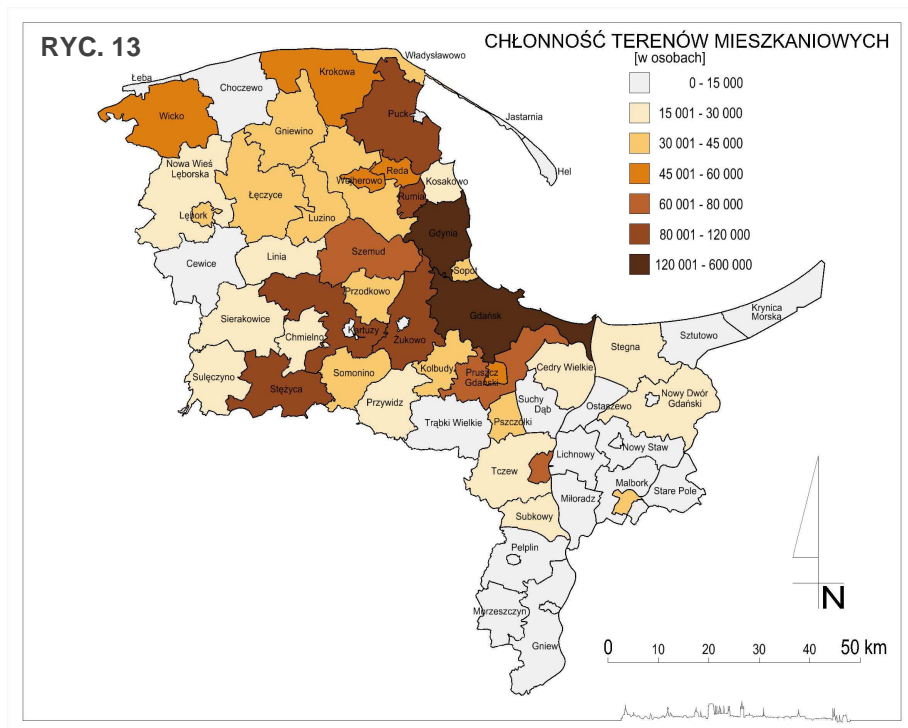 RYC. 13
CHŁONNOŚĆ TERENÓW MIESZKANIOWYCH
[w osobach]
0 - 15 000
15 001 - 30 000
30 001 - 45 000
45 001 - 60 000
60 001 - 80 000
80 001 - 120 000
120 001 - 600 000
Władysławowo
Łeba
Choczewo
Krokowa
Wicko
Puck
Jastarnia
Gniewino
Hel
Nowa Wieś
Lęborska
Reda
Wejherowo
Kosakowo
Łęczyce
Rumia
Lębork
Luzino
Gdynia
Cewice
Linia
Szemud
Sopot
Przodkowo
Krynica
Morska
Sierakowice
Gdańsk
Kartuzy
Chmielno
Żukowo
Sztutowo
Stegna
Sulęczyno
Stężyca
Somonino
Kolbudy
Pruszcz
Gdański
Cedry Wielkie
Przywidz
Suchy
Dąb
Nowy Dwór
Gdański
Ostaszewo
Trąbki Wielkie
Pszczółki
Nowy Staw
Lichnowy
Tczew
Malbork
Stare Pole
Miłoradz
Subkowy
Pelplin
Morzeszczyn
Gniew
N
0 10 20 30 40 50 km